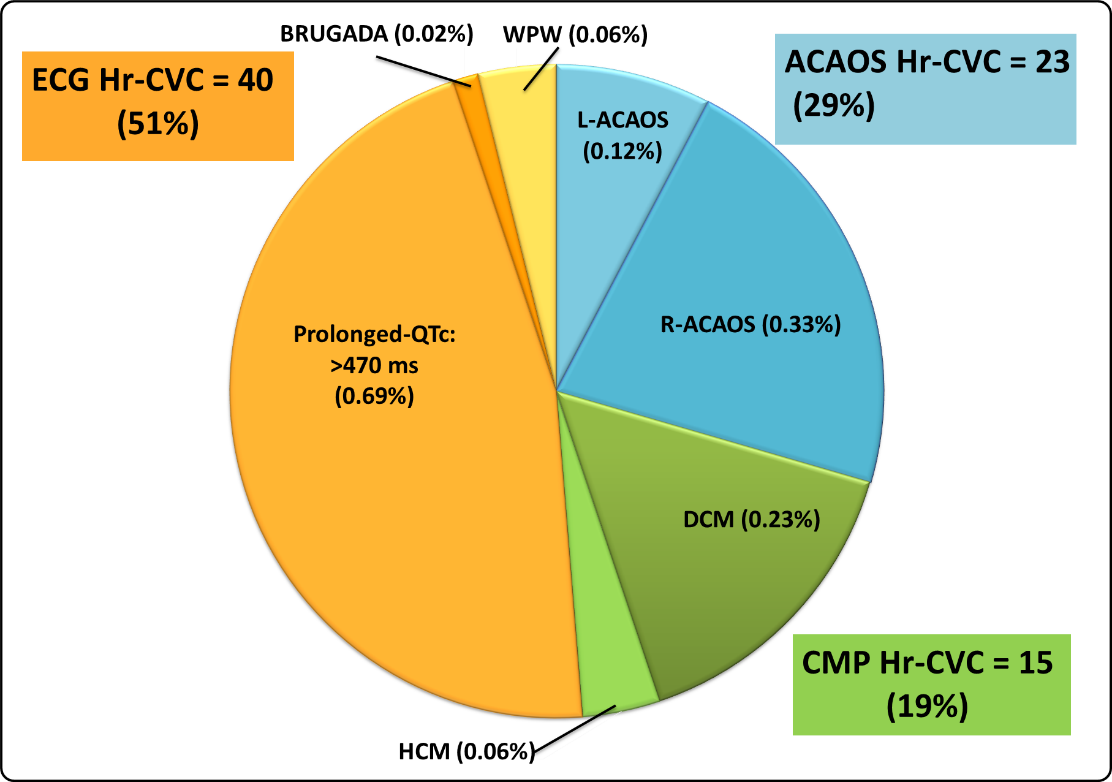 BRUGADA (0.02%)
WPW (0.06%)
ECG Hr-CVC = 40
(51%)
ACAOS Hr-CVC = 23
(29%)
L-ACAOS
(0.12%)
R-ACAOS (0.33%)
Prolonged-QTc:
>470 ms
(0.69%)
DCM (0.23%)
CMP Hr-CVC = 15
(19%)
HCM (0.06%)